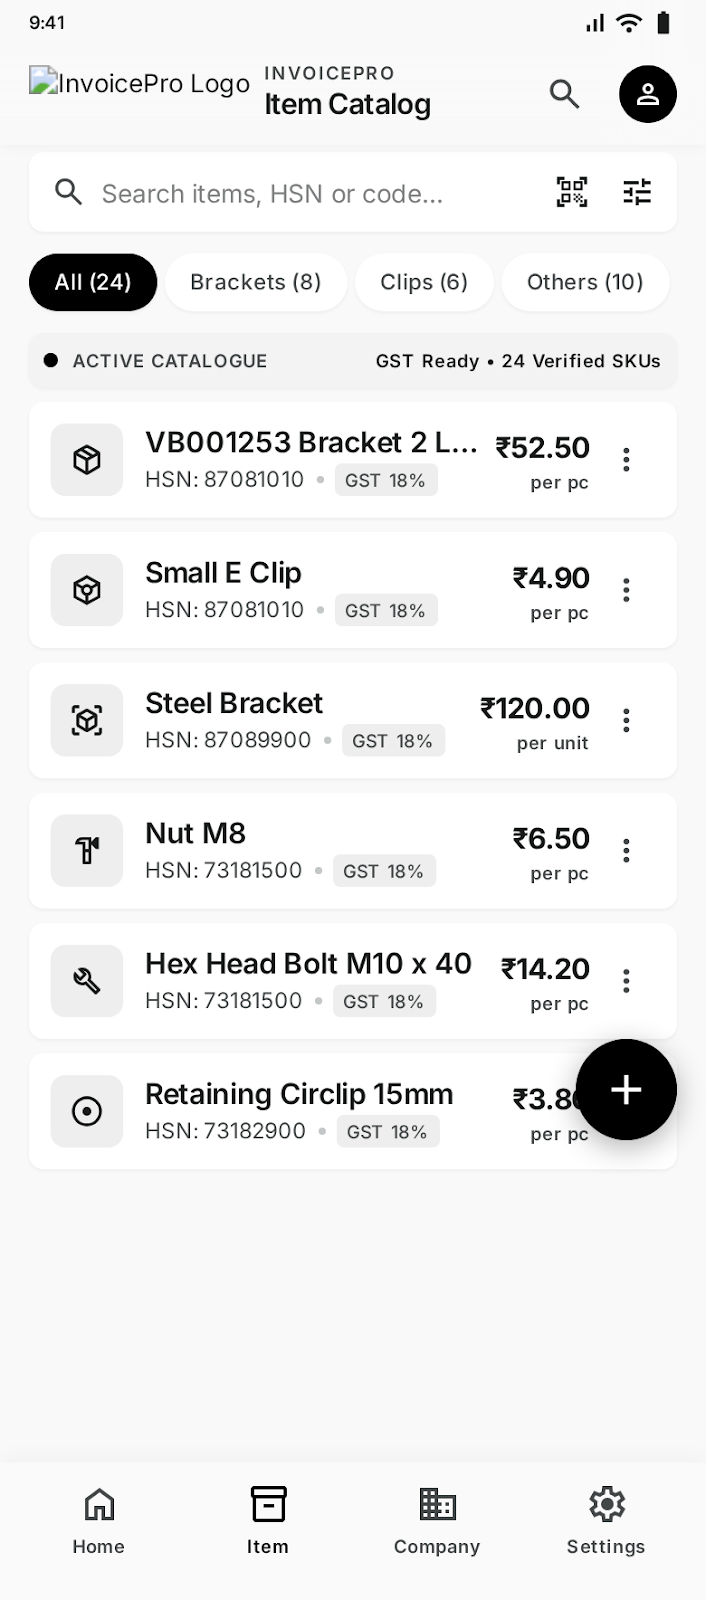 9:41
InvoicePro Logo
INVOICEPRO
Item Catalog
Search items, HSN or code...
All (24)
Brackets (8)
Clips (6)
Others (10)
ACTIVE CATALOGUE
GST Ready • 24 Verified SKUs
VB001253 Bracket 2 L...
₹52.50
HSN: 87081010 • GST 18%
per pc
Small E Clip
₹4.90
HSN: 87081010 • GST 18%
per pc
Steel Bracket
₹120.00
HSN: 87089900 • GST 18%
per unit
Nut M8
₹6.50
HSN: 73181500 • GST 18%
per pc
Hex Head Bolt M10 x 40
₹14.20
HSN: 73181500 • GST 18%
per pc
Retaining Circlip 15mm
HSN: 73182900 • GST 18%
per pc
Home
Item
Company
Settings